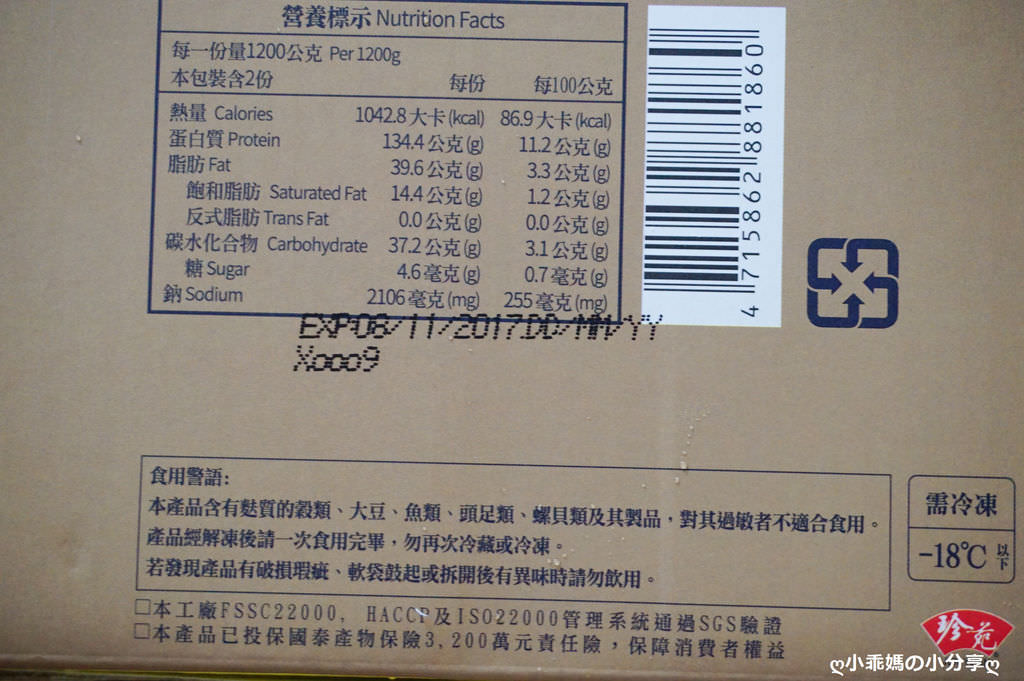 營養標示 Nutrition Facts
每一份量1200公克 Per 1200g
本包裝含2份 每份 每100公克
熱量 Calories 1042.8 大卡 (kcal) 86.9 大卡 (kcal)
蛋白質 Protein 134.4 公克 (g) 11.2 公克 (g)
脂肪 Fat 39.6 公克 (g) 3.3 公克 (g)
飽和脂肪 Saturated Fat 14.4 公克 (g) 1.2 公克 (g)
反式脂肪 Trans Fat 0.0 公克 (g) 0.0 公克 (g)
碳水化合物 Carbohydrate 37.2 公克 (g) 3.1 公克 (g)
糖 Sugar 4.6 毫克 (g) 0.7 毫克 (g)
鈉 Sodium 2106 毫克 (mg) 255 毫克 (mg)
4 715862 881860
EXP:08/11/2017.DD/MM/YY
Xooo9
食用警語:
本產品含有麩質的穀類、大豆、魚類、頭足類、螺貝類及其製品，對其過敏者不適合食用。
產品經解凍後請一次食用完畢，勿再次冷藏或冷凍。
若發現產品有破損瑕疵、軟袋鼓起或拆開後有異味時請勿飲用。
需冷凍
-18℃ 以下
□本工廠FSSC22000, HACCP及ISO22000管理系統通過SGS驗證
□本產品已投保國泰產物保險3,200萬元責任險，保障消費者權益
珍苑
ღ小乖媽の小分享ღ